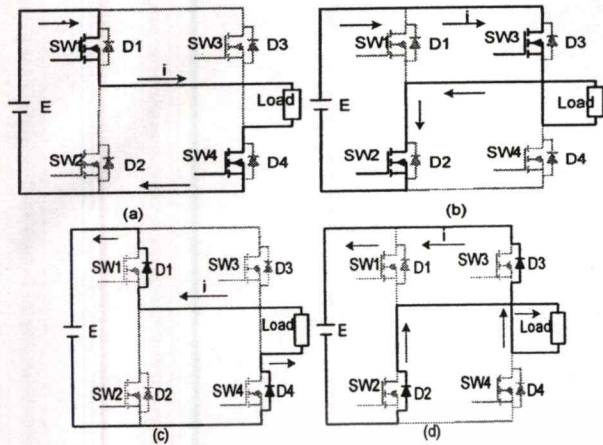 SW1 D1 SW3 D3
i
E Load
SW2 D2 SW4 D4
(a)
i
SW1 D1 SW3 D3
E Load
SW2 D2 SW4 D4
(b)
SW1 D1 SW3 D3
i
E Load
SW2 D2 SW4 D4
(c)
i
SW1 D1 SW3 D3
E Load
SW2 D2 SW4 D4
(d)